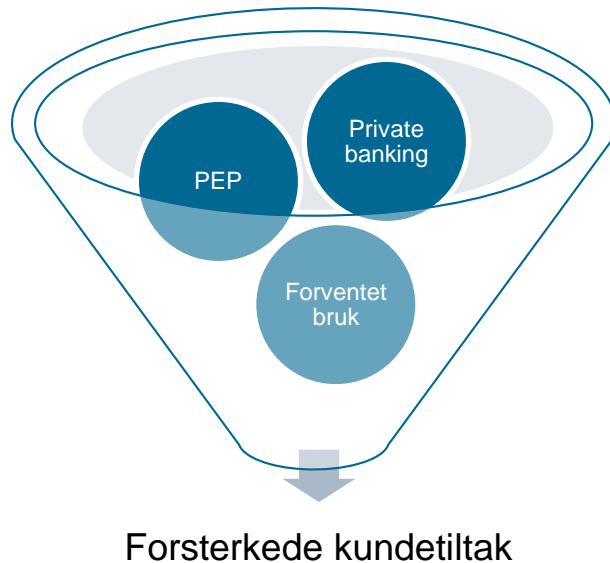 Private
banking
PEP
Forventet
bruk
Forsterkede kundetiltak